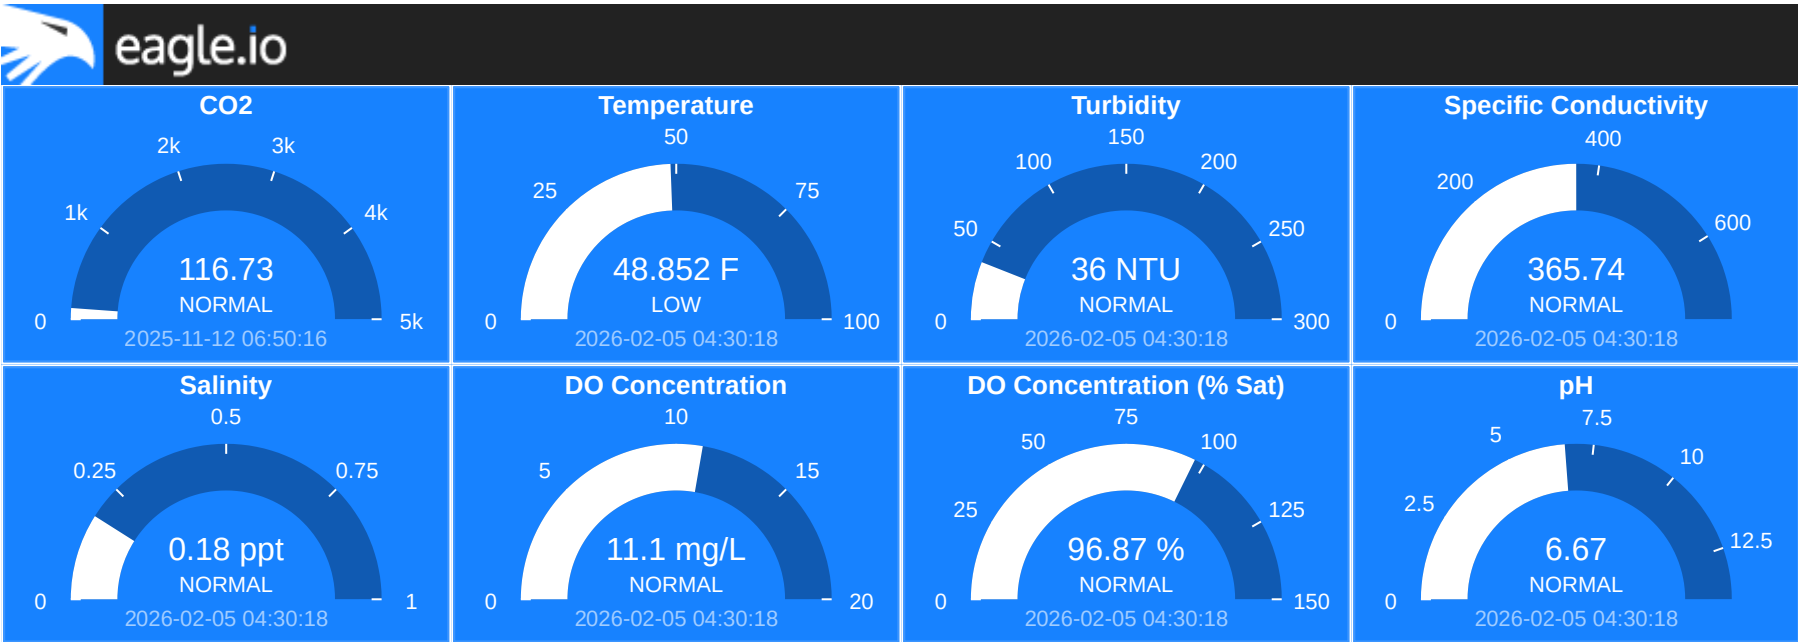 eagle.io
CO2
0
1k
2k
3k
4k
5k
116.73
NORMAL
2025-11-12 06:50:16
Temperature
0
25
50
75
100
48.852 F
LOW
2026-02-05 04:30:18
Turbidity
0
50
100
150
200
250
300
36 NTU
NORMAL
2026-02-05 04:30:18
Specific Conductivity
0
200
400
600
365.74
NORMAL
2026-02-05 04:30:18
Salinity
0
0.25
0.5
0.75
1
0.18 ppt
NORMAL
2026-02-05 04:30:18
DO Concentration
0
5
10
15
20
11.1 mg/L
NORMAL
2026-02-05 04:30:18
DO Concentration (% Sat)
0
25
50
75
100
125
150
96.87 %
NORMAL
2026-02-05 04:30:18
pH
0
2.5
5
7.5
10
12.5
6.67
NORMAL
2026-02-05 04:30:18